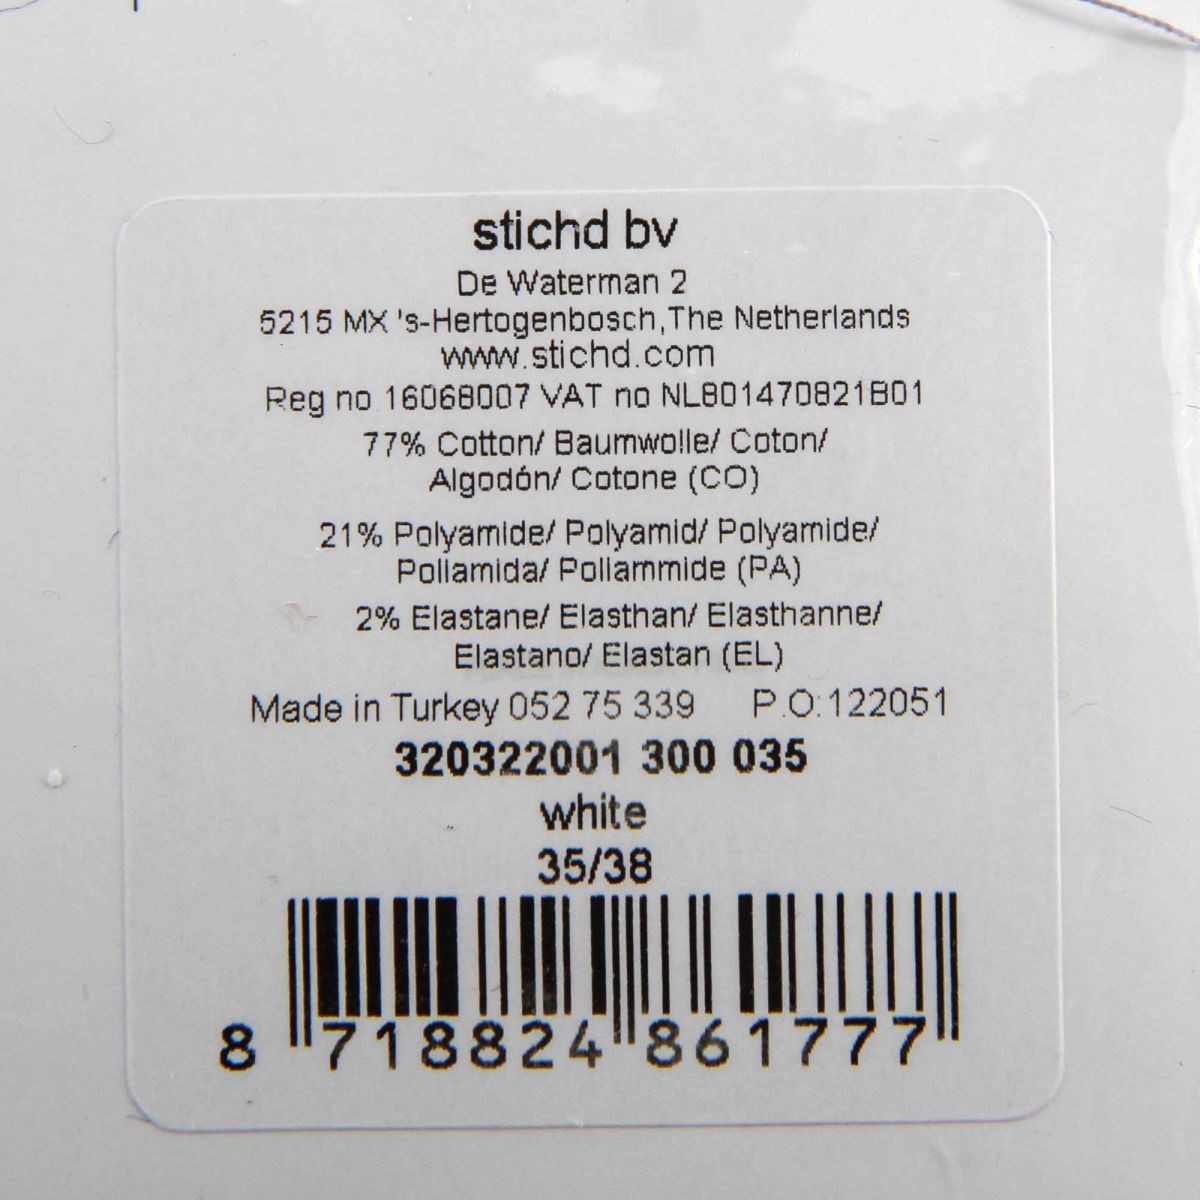 stichd bv
De Waterman 2
5215 MX 's-Hertogenbosch,The Netherlands
www.stichd.com
Reg no 16068007 VAT no NL801470821B01
77% Cotton/ Baumwolle/ Coton/
Algodón/ Cotone (CO)
21% Polyamide/ Polyamid/ Polyamide/
Poliamida/ Poliammide (PA)
2% Elastane/ Elasthan/ Elasthanne/
Elastano/ Elastan (EL)
Made in Turkey 052 75 339 P.O:122051
320322001 300 035
white
35/38
8 718824 861777